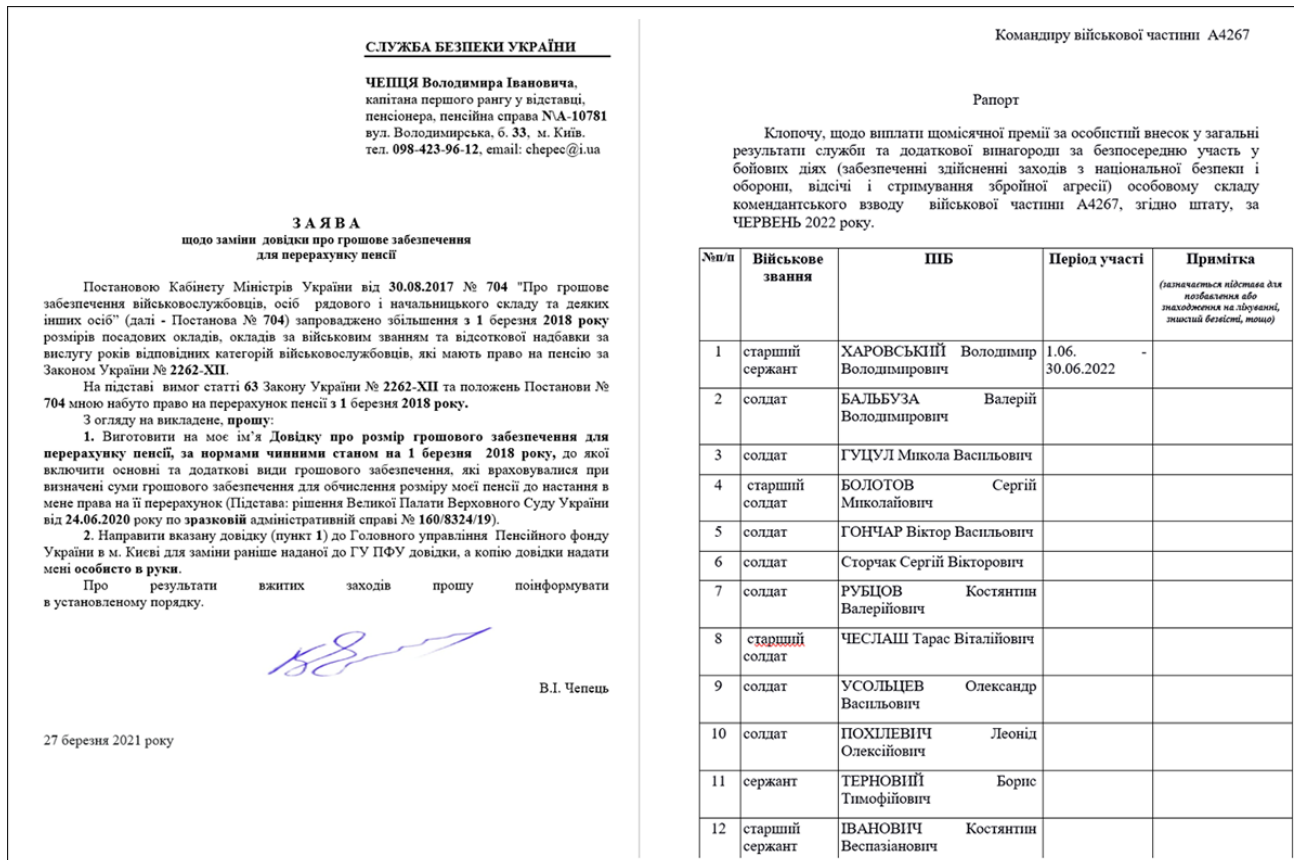 СЛУЖБА БЕЗПЕКИ УКРАЇНИ
ЧЕПЦЯ Володимира Івановича,
капітана першого рангу у відставці,
пенсіонера, пенсійна справа N\A-10781
вул. Володимирська, б. 33, м. Київ.
тел. 098-423-96-12, email: chepec@i.ua
З А Я В А
щодо заміни довідки про грошове забезпечення
для перерахунку пенсії
Постановою Кабінету Міністрів України від 30.08.2017 № 704 "Про грошове
забезпечення військовослужбовців, осіб рядового і начальницького складу та деяких
інших осіб” (далі - Постанова № 704) запроваджено збільшення з 1 березня 2018 року
розмірів посадових окладів, окладів за військовим званням та відсоткової надбавки за
вислугу років відповідних категорій військовослужбовців, які мають право на пенсію за
Законом України № 2262-XII.
На підставі вимог статті 63 Закону України № 2262-XII та положень Постанови №
704 мною набуто право на перерахунок пенсії з 1 березня 2018 року.
З огляду на викладене, прошу:
1. Виготовити на моє ім’я Довідку про розмір грошового забезпечення для
перерахунку пенсії, за нормами чинними станом на 1 березня 2018 року, до якої
включити основні та додаткові види грошового забезпечення, які враховувалися при
визначені суми грошового забезпечення для обчислення розміру моєї пенсії до настання в
мене права на її перерахунок (Підстава: рішення Великої Палати Верховного Суду України
від 24.06.2020 року по зразковій адміністративній справі № 160/8324/19).
2. Направити вказану довідку (пункт 1) до Головного управління Пенсійного фонду
України в м. Києві для заміни раніше наданої до ГУ ПФУ довідки, а копію довідки надати
мені особисто в руки.
Про результати вжитих заходів прошу поінформувати
в установленому порядку.
В.І. Чепець
27 березня 2021 року
Командиру військової частини А4267
Рапорт
Клопочу, щодо виплати щомісячної премії за особистий внесок у загальні
результати служби та додаткової винагороди за безпосередню участь у
бойових діях (забезпеченні здійсненні заходів з національної безпеки і
оборони, відсічі і стримування збройної агресії) особовому складу
комендантського взводу військової частини А4267, згідно штату, за
ЧЕРВЕНЬ 2022 року.
№п/п Військове ПІБ Період участі Примітка
звання
(зазначається підстава для
позбавлення або
знаходження на лікуванні,
зниклий безвісті, тощо)
1 старший ХАРОВСЬКИЙ Володимир 1.06. -
сержант Володимирович 30.06.2022
2 солдат БАЛЬБУЗА Валерій
Володимирович
3 солдат ГУЦУЛ Микола Васильович
4 старший БОЛОТОВ Сергій
солдат Миколайович
5 солдат ГОНЧАР Віктор Васильович
6 солдат Сторчак Сергій Вікторович
7 солдат РУБЦОВ Костянтин
Валерійович
8 старший ЧЕСЛАШ Тарас Віталійович
солдат
9 солдат УСОЛЬЦЕВ Олександр
Васильович
10 солдат ПОХІЛЕВИЧ Леонід
Олексійович
11 сержант ТЕРНОВИЙ Борис
Тимофійович
12 старший ІВАНОВИЧ Костянтин
сержант Веспазіанович